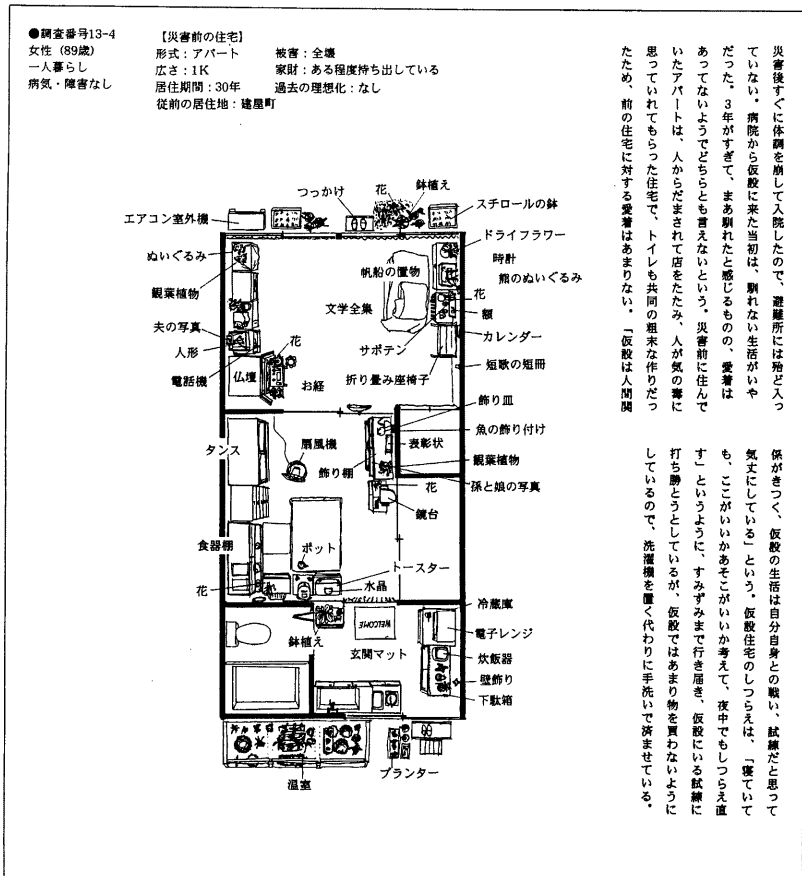 ●調査番号13-4
女性（89歳）
一人暮らし
病気・障害なし
【災害前の住宅】
形式：アパート
広さ：1K
居住期間：30年
従前の居住地：建屋町
被害：全壊
家財：ある程度持ち出している
過去の理想化：なし
災害後すぐに体調を崩して入院したので、避難所には殆ど入っ
ていない。病院から仮設に来た当初は、馴れない生活がいや
だった。3年がすぎて、まあ馴れたと感じるものの、愛着は
あってないようでどちらとも言えないという。災害前に住んで
いたアパートは、人からだまされて店をたたみ、人が気の毒に
思っていれてもらった住宅で、トイレも共同の粗末な作りだっ
たため、前の住宅に対する愛着はあまりない。「仮設は人間関
係がきつく、仮設の生活は自分自身との戦い、試練だと思って
気丈にしている」という。仮設住宅のしつらえは、「寝ていて
も、ここがいいかあそこがいいか考えて、夜中でもしつらえ直
す」というように、すみずみまで行き届き、仮設にいる試練に
打ち勝とうとしているが、仮設ではあまり物を買わないように
しているので、洗濯機を置く代わりに手洗いで済ませている。
エアコン室外機
つっかけ
花
鉢植え
スチロールの鉢
ぬいぐるみ
観葉植物
夫の写真
人形
電話機
仏壇
花
お経
文学全集
帆船の置物
サボテン
折り畳み座椅子
ドライフラワー
時計
熊のぬいぐるみ
花
額
カレンダー
短歌の短冊
飾り皿
魚の飾り付け
表彰状
観葉植物
孫と娘の写真
タンス
扇風機
飾り棚
花
鏡台
食器棚
ポット
トースター
花
水晶
鉢植え
WELCOME
玄関マット
冷蔵庫
電子レンジ
炊飯器
壁飾り
下駄箱
温室
プランター